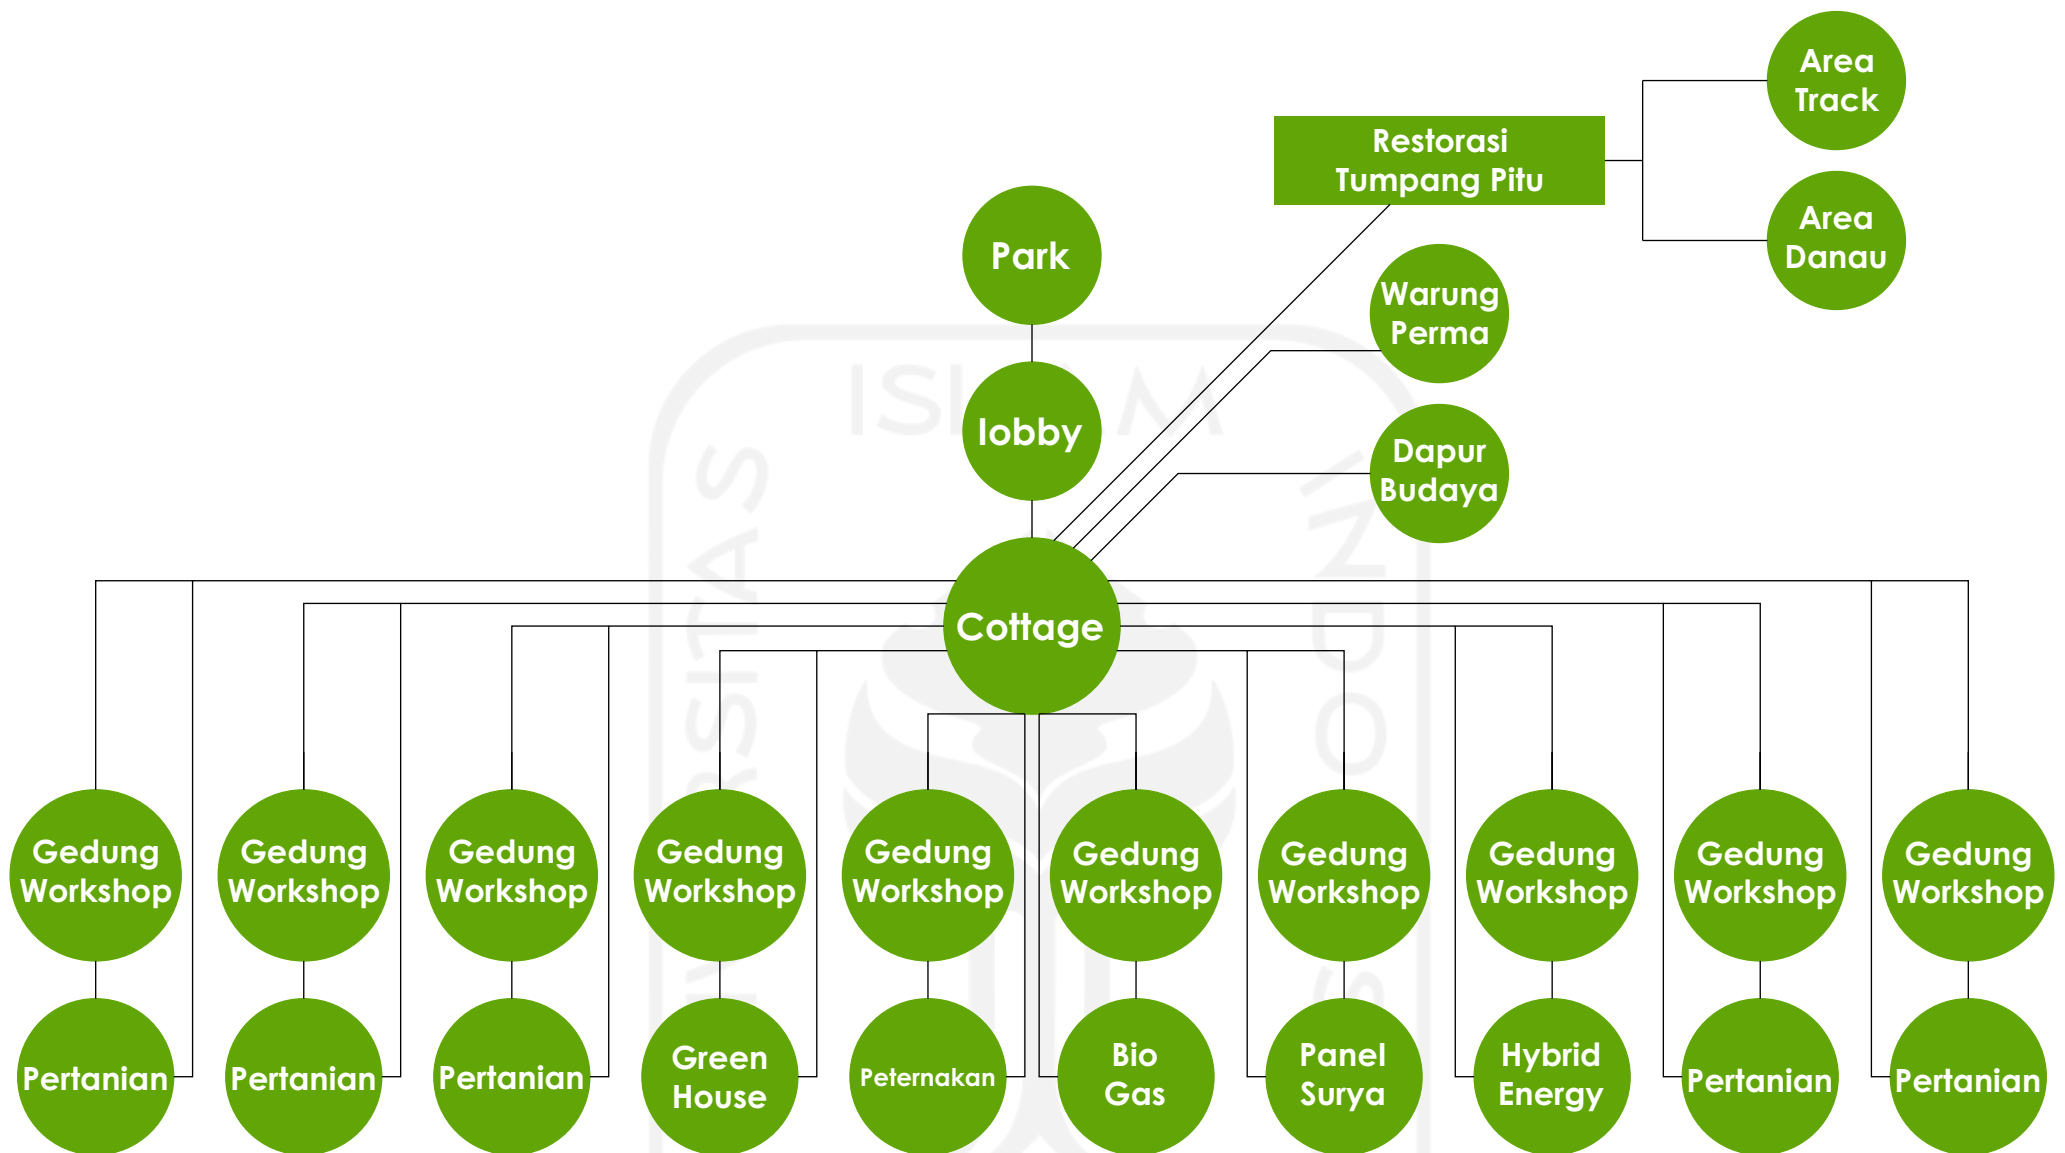 Area
Track
Restorasi
Tumpang Pitu
Area
Danau
Park
Warung
Perma
lobby
Dapur
Budaya
Cottage
Gedung
Workshop
Gedung
Workshop
Gedung
Workshop
Gedung
Workshop
Gedung
Workshop
Gedung
Workshop
Gedung
Workshop
Gedung
Workshop
Gedung
Workshop
Gedung
Workshop
Pertanian
Pertanian
Pertanian
Green
House
Peternakan
Bio
Gas
Panel
Surya
Hybrid
Energy
Pertanian
Pertanian